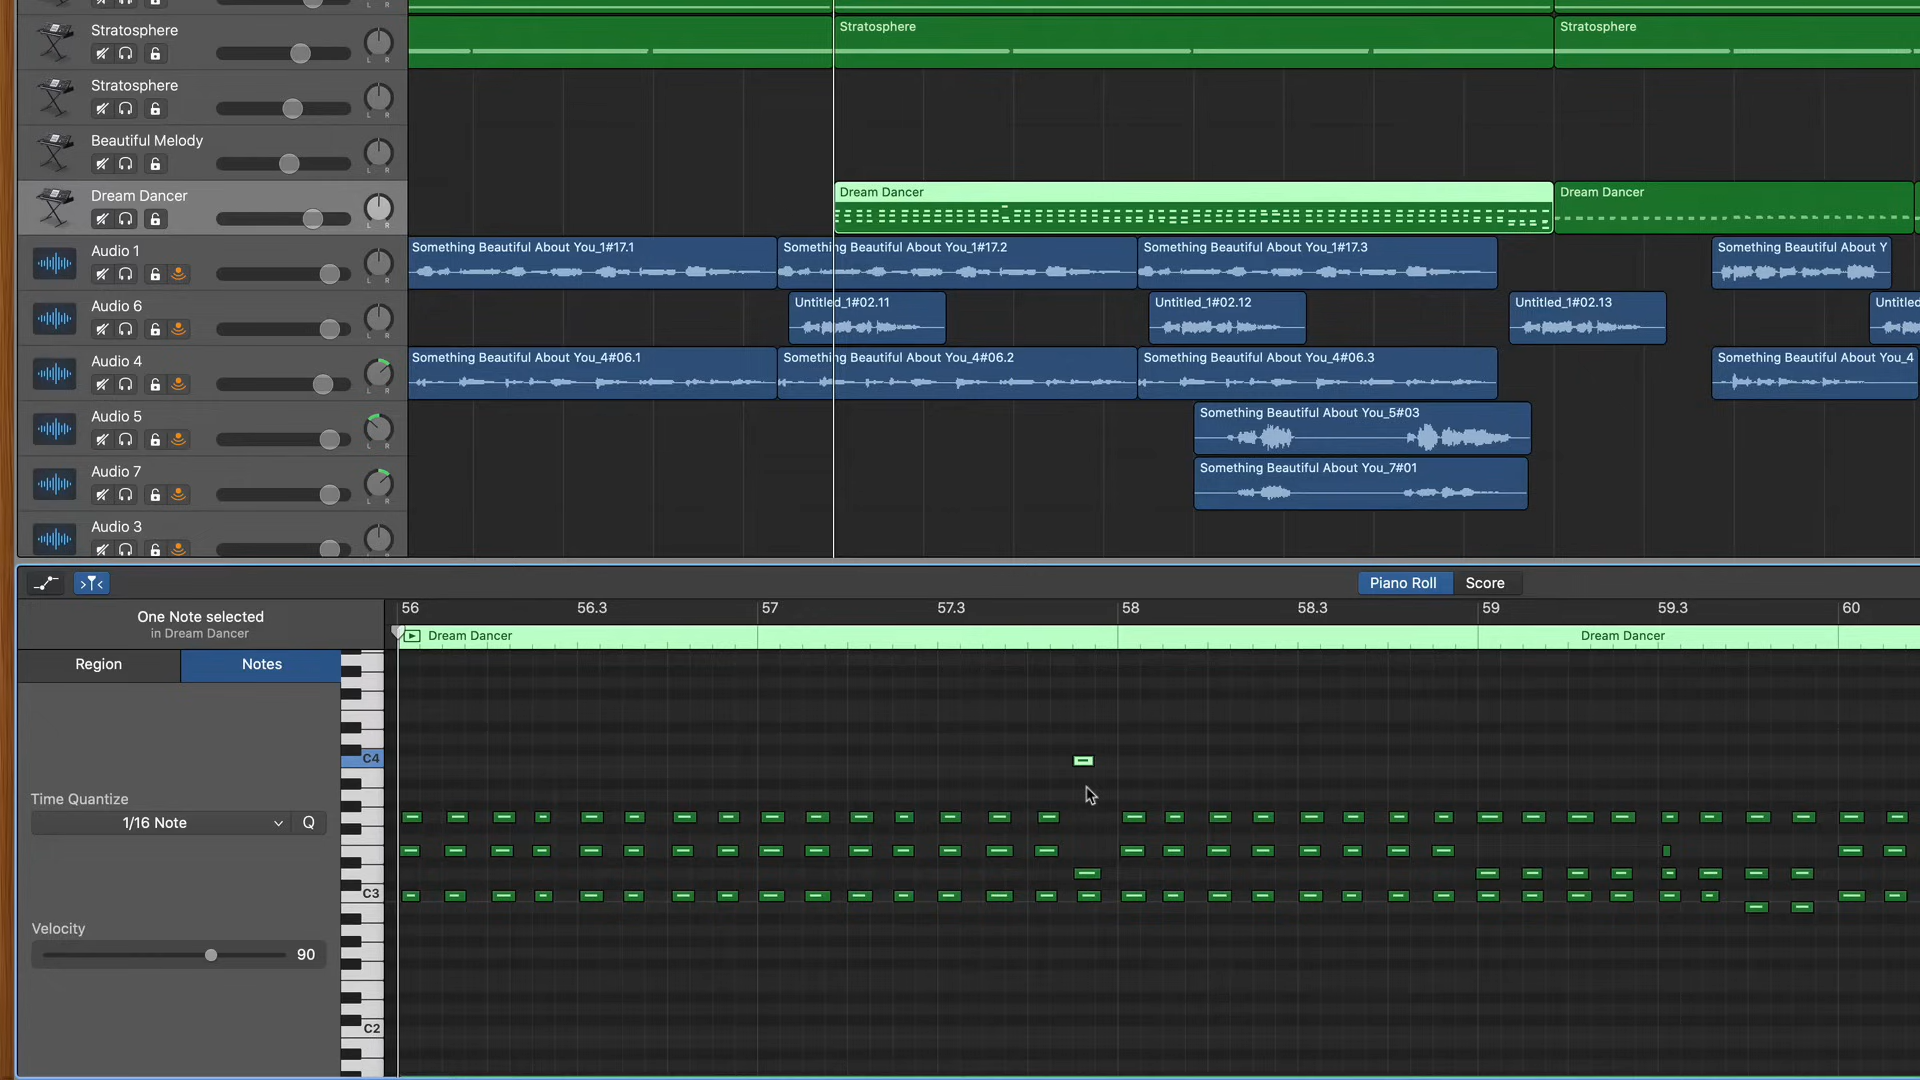 Stratosphere
Stratosphere
Stratosphere
L R
Stratosphere
L R
Beautiful Melody
L R
Dream Dancer
Dream Dancer
Dream Dancer
L R
Audio 1
Something Beautiful About You_1#17.1
Something Beautiful About You_1#17.2
Something Beautiful About You_1#17.3
Something Beautiful About Y
L R
Audio 6
Untitled_1#02.11
Untitled_1#02.12
Untitled_1#02.13
Untitled
L R
Audio 4
Something Beautiful About You_4#06.1
Something Beautiful About You_4#06.2
Something Beautiful About You_4#06.3
Something Beautiful About You_4
L R
Audio 5
Something Beautiful About You_5#03
L R
Audio 7
Something Beautiful About You_7#01
L R
Audio 3
Piano Roll
Score
One Note selected
in Dream Dancer
56
56.3
57
57.3
58
58.3
59
59.3
60
Dream Dancer
Dream Dancer
Region
Notes
C4
Time Quantize
1/16 Note
Q
C3
Velocity
90
C2